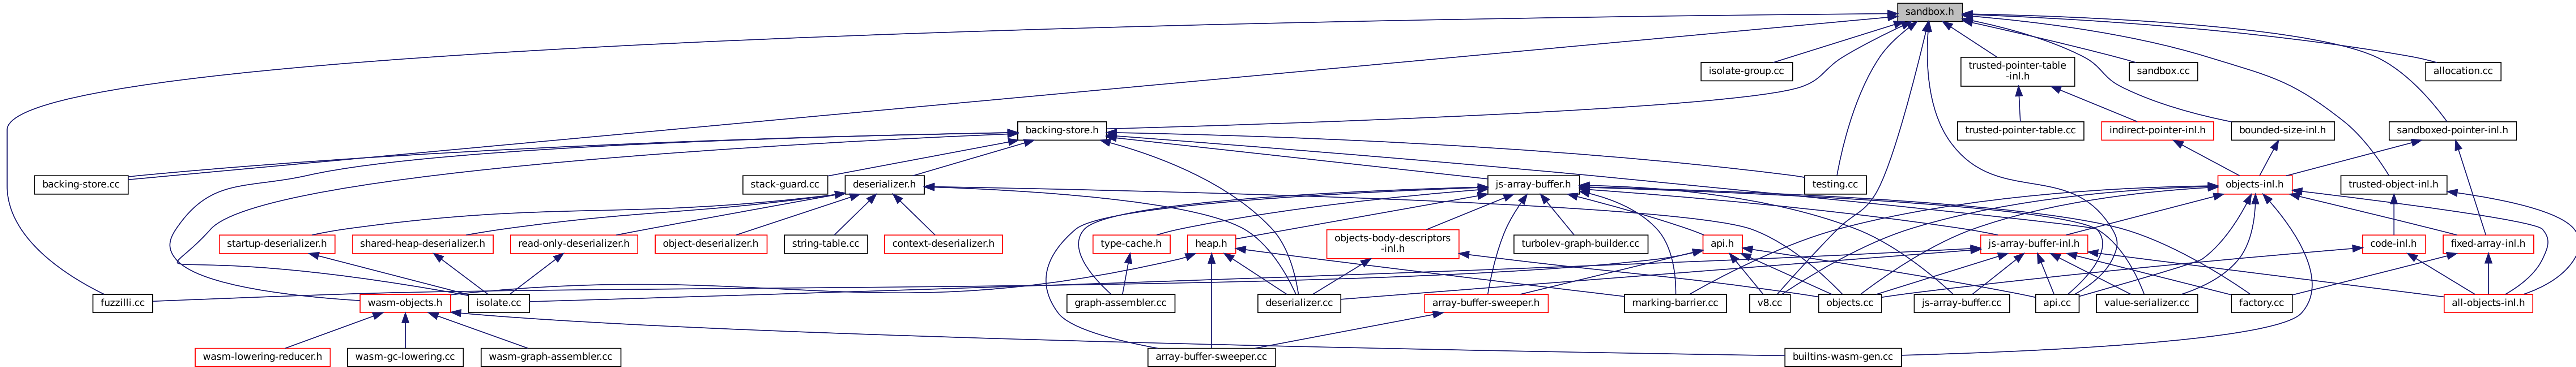 sandbox.h
isolate-group.cc
trusted-pointer-table
-inl.h
sandbox.cc
allocation.cc
backing-store.h
trusted-pointer-table.cc
indirect-pointer-inl.h
bounded-size-inl.h
sandboxed-pointer-inl.h
backing-store.cc
stack-guard.cc
deserializer.h
js-array-buffer.h
testing.cc
objects-inl.h
trusted-object-inl.h
startup-deserializer.h
shared-heap-deserializer.h
read-only-deserializer.h
object-deserializer.h
string-table.cc
context-deserializer.h
type-cache.h
heap.h
objects-body-descriptors
-inl.h
turbolev-graph-builder.cc
api.h
js-array-buffer-inl.h
code-inl.h
fixed-array-inl.h
fuzzilli.cc
wasm-objects.h
isolate.cc
graph-assembler.cc
deserializer.cc
array-buffer-sweeper.h
marking-barrier.cc
v8.cc
objects.cc
js-array-buffer.cc
api.cc
value-serializer.cc
factory.cc
all-objects-inl.h
wasm-lowering-reducer.h
wasm-gc-lowering.cc
wasm-graph-assembler.cc
array-buffer-sweeper.cc
builtins-wasm-gen.cc